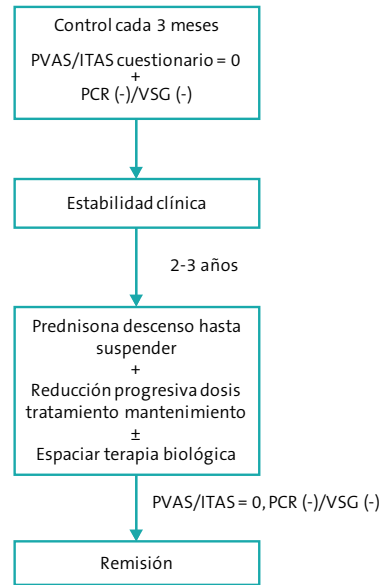 Control cada 3 meses
PVAS/ITAS cuestionario = 0
+
PCR (-)/VSG (-)
Estabilidad clínica
2-3 años
Prednisona descenso hasta
suspender
+
Reducción progresiva dosis
tratamiento mantenimiento
±
Espaciar terapia biológica
PVAS/ITAS = 0, PCR (-)/VSG (-)
Remisión